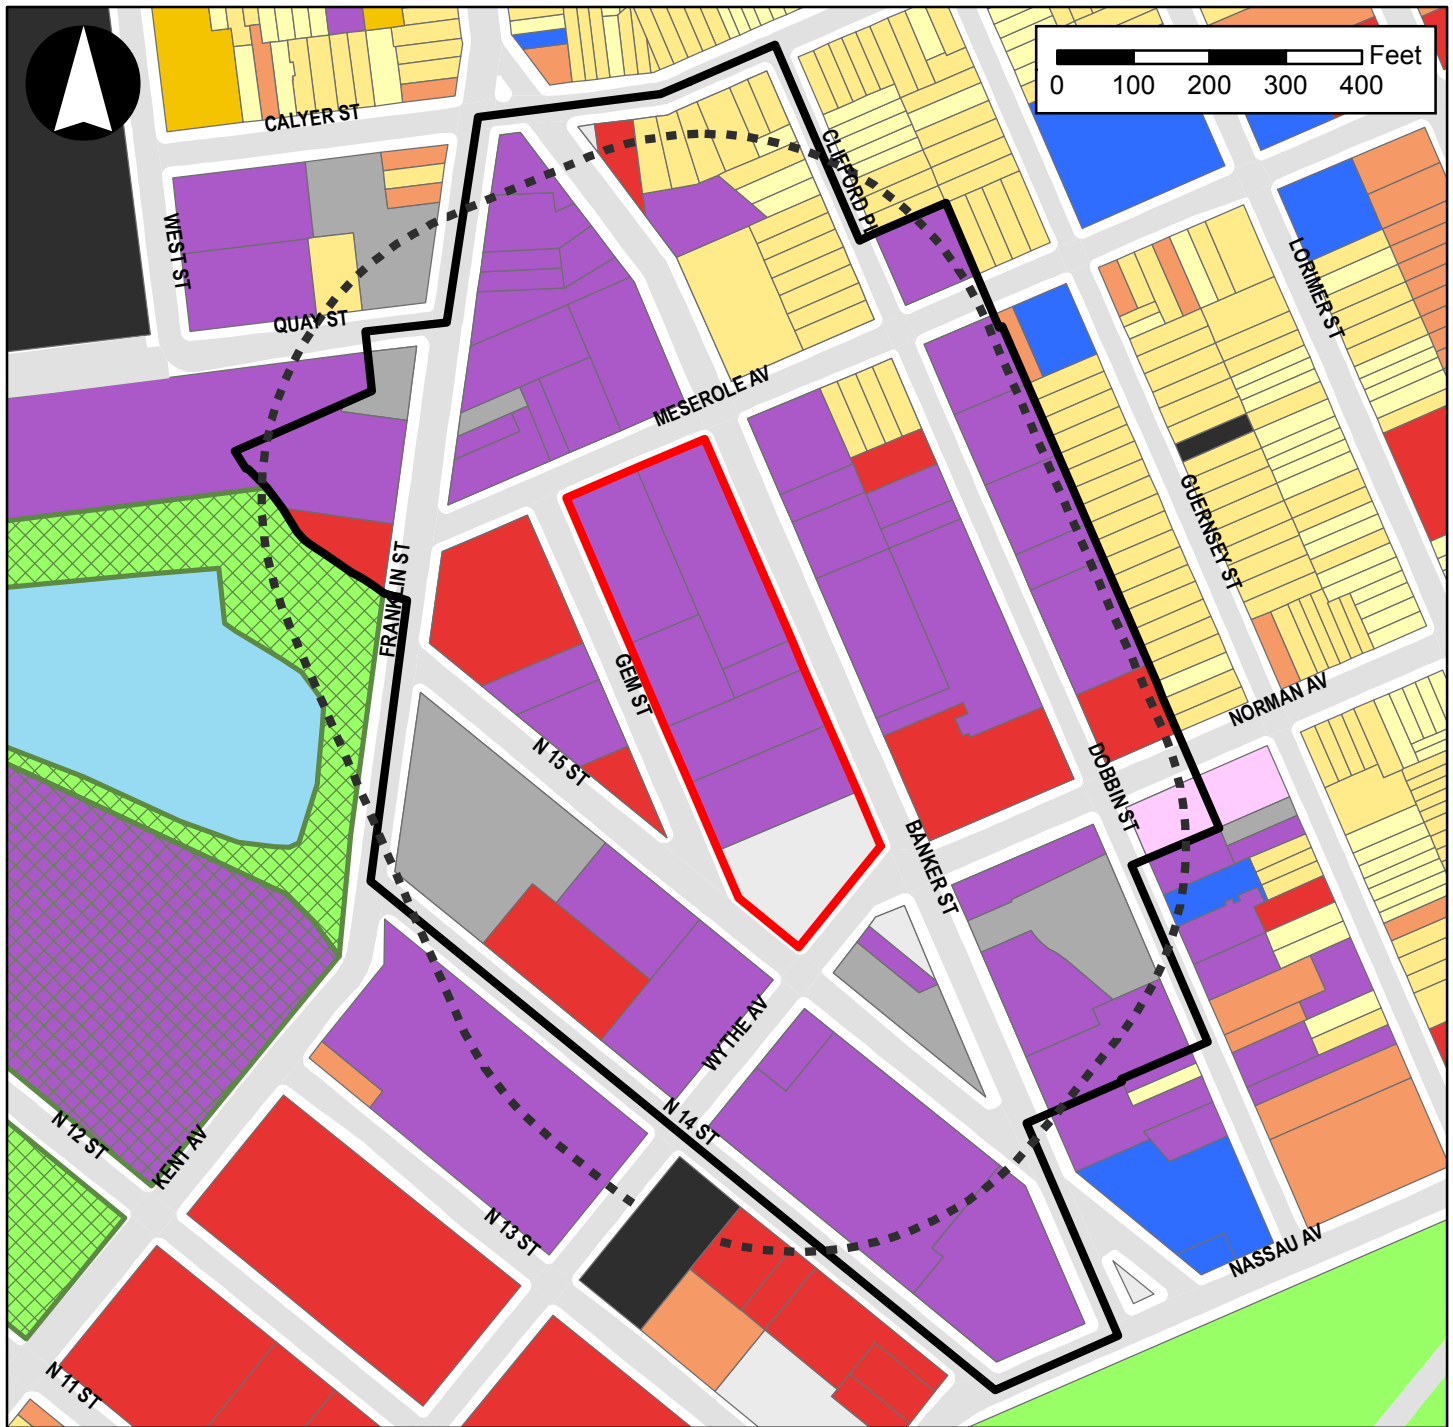 Feet
0 100 200 300 400
CALYER ST
CLIFFORD PL
WEST ST
LORIMER ST
QUAY ST
MESEROLE AV
GUERNSEY ST
FRANKLIN ST
GEM ST
NORMAN AV
N 15 ST
DOBBIN ST
BANKER ST
WYTHE AV
N 14 ST
N 12 ST
KENT AV
N 13 ST
NASSAU AV
N 11 ST